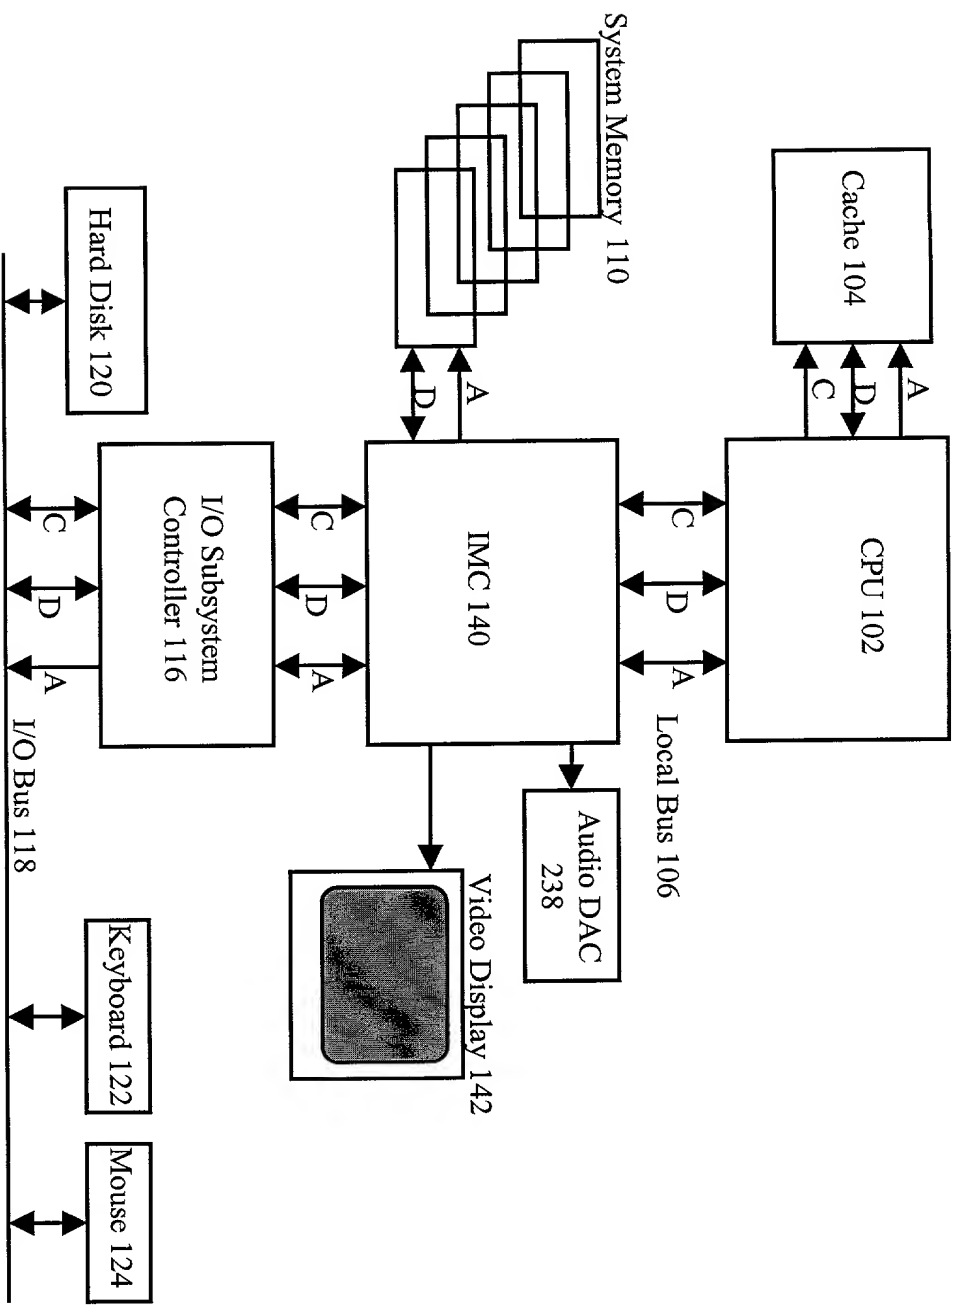 Cache 104
A
D
C
CPU 102
C
D
A
Local Bus 106
System Memory 110
A
D
IMC 140
Audio DAC
238
Video Display 142
C
D
A
I/O Subsystem
Controller 116
Hard Disk 120
C
D
A
I/O Bus 118
Keyboard 122
Mouse 124